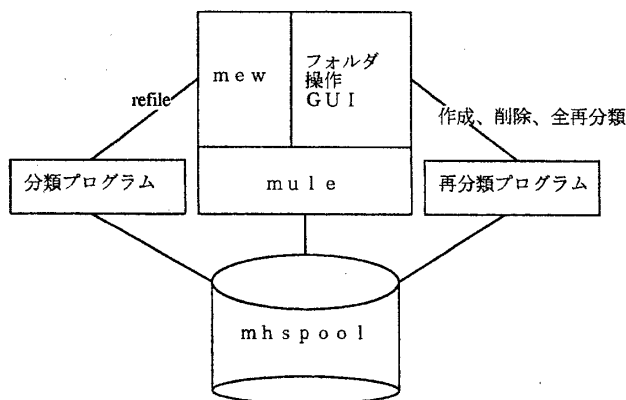 mew
フォルダ
操作
GUI
refile
作成、削除、全再分類
分類プログラム
mule
再分類プログラム
mhspool